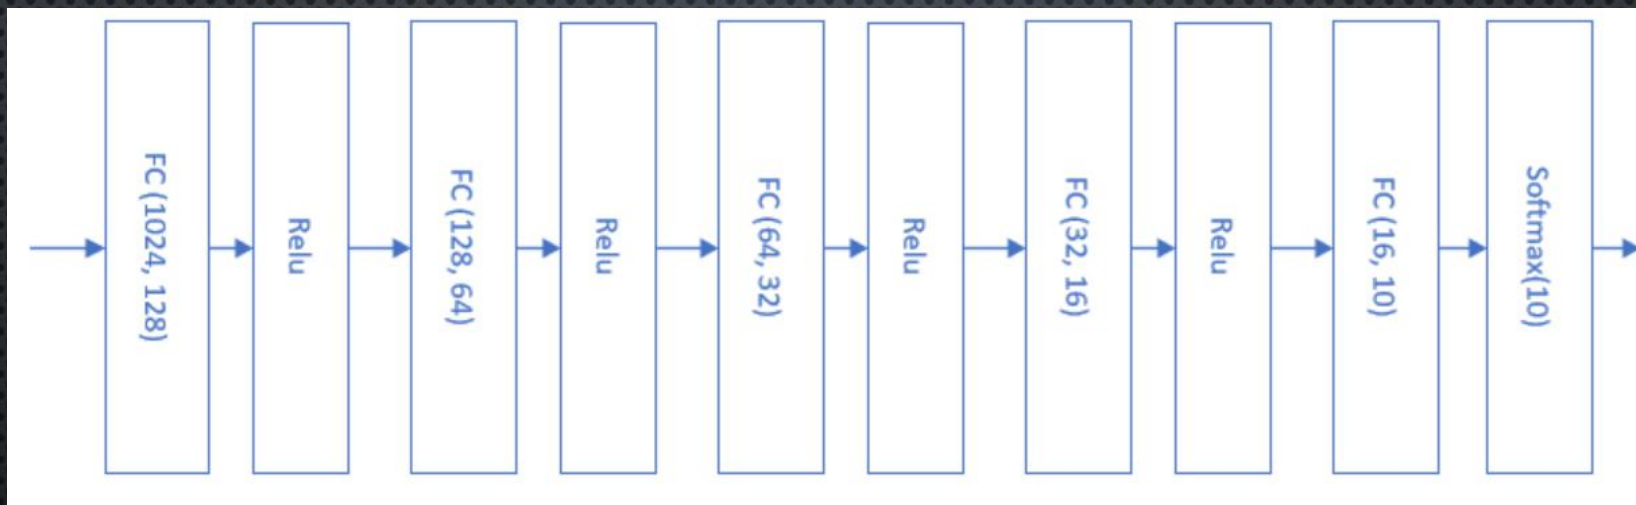 FC (1024, 128)
Relu
FC (128, 64)
Relu
FC (64, 32)
Relu
FC (32, 16)
Relu
FC (16, 10)
Softmax(10)